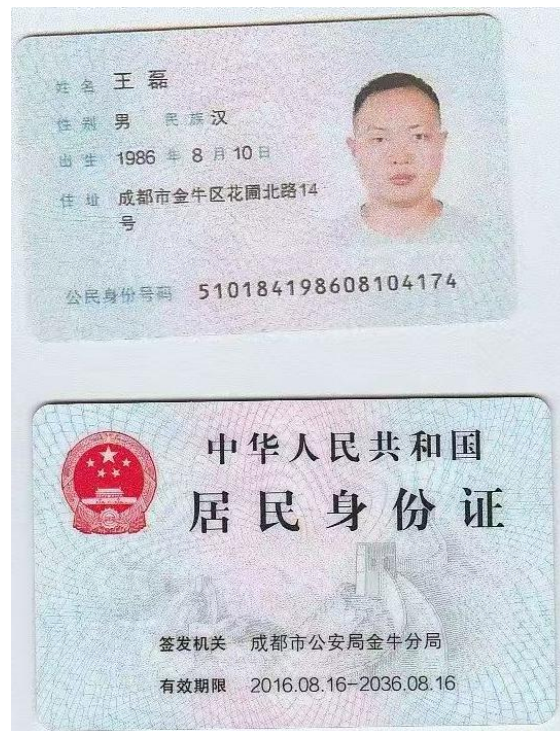 姓名 王磊
性别 男 民族 汉
出生 1986 年 8 月 10 日
住址 成都市金牛区花圃北路14
号
公民身份号码 510184198608104174
中华人民共和国
居民身份证
签发机关 成都市公安局金牛分局
有效期限 2016.08.16-2036.08.16